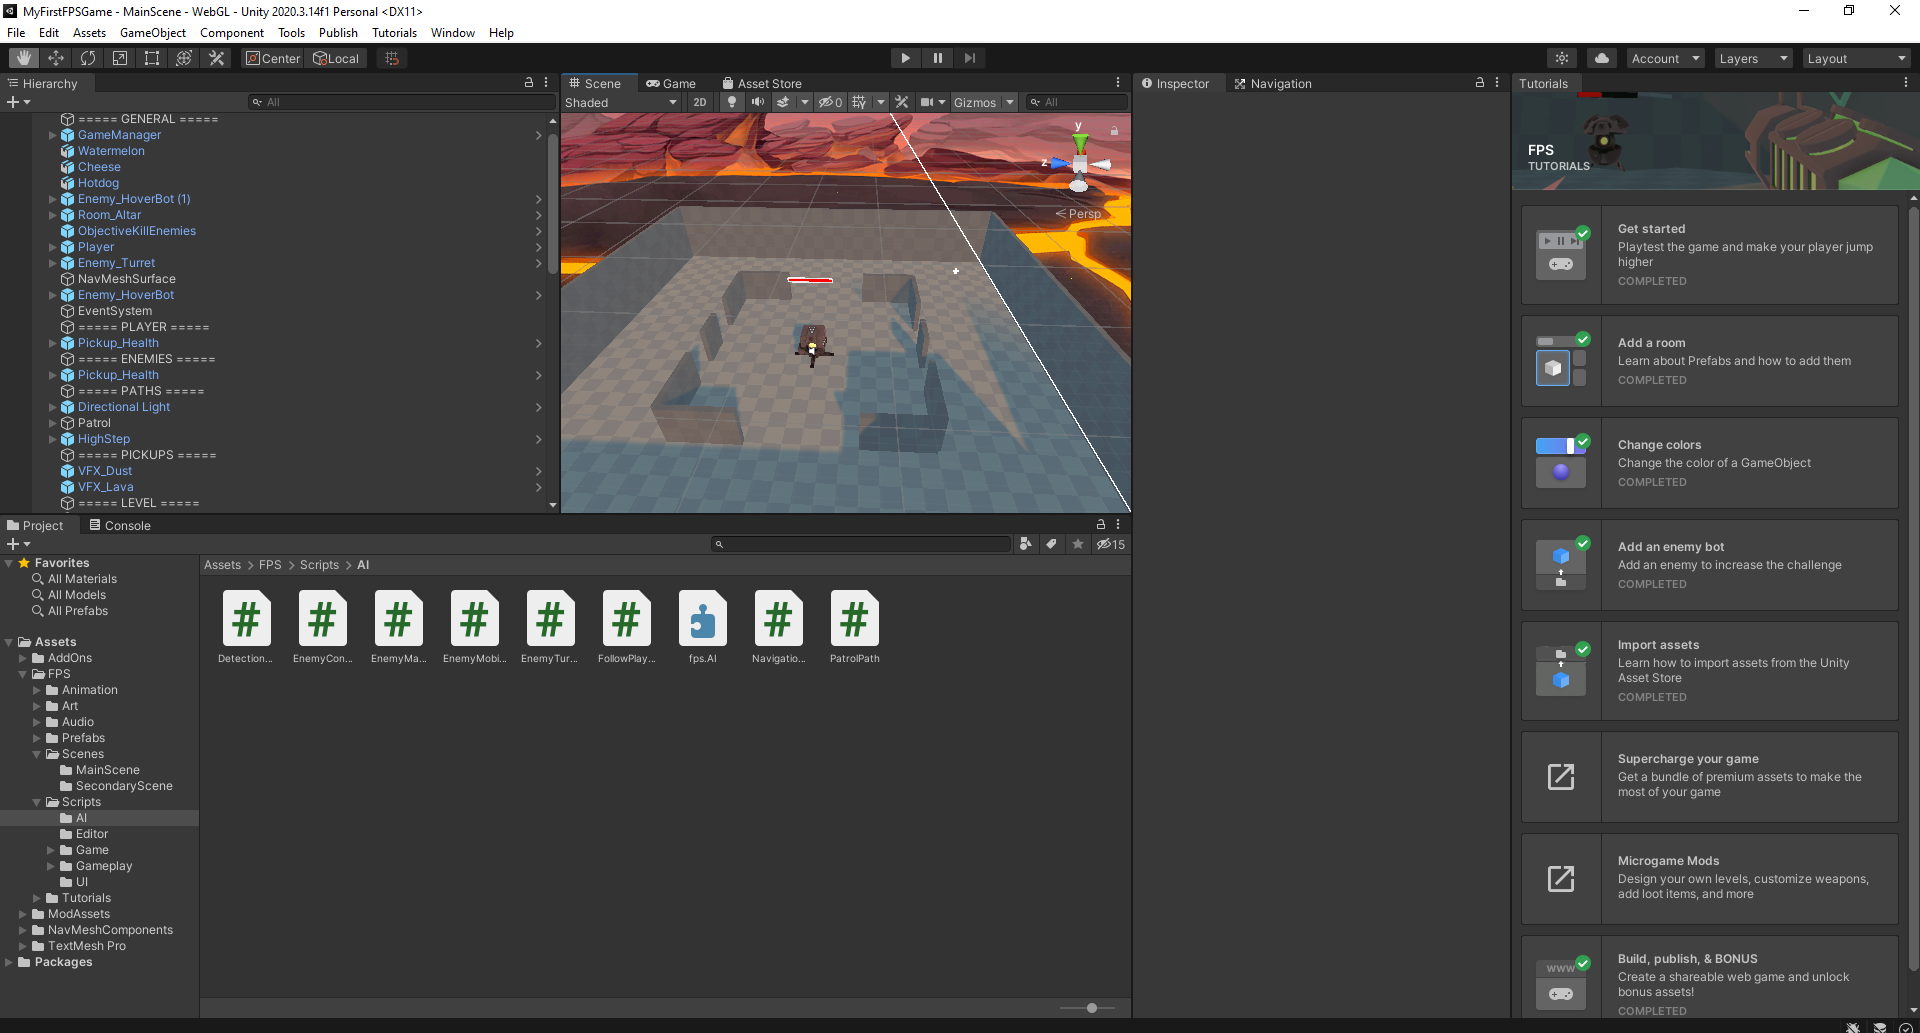 MyFirstFPSGame - MainScene - WebGL - Unity 2020.3.14f1 Personal <DX11>
File Edit Assets GameObject Component Tools Publish Tutorials Window Help
Center Local Account Layers Layout
Hierarchy
All
===== GENERAL =====
GameManager
Watermelon
Cheese
Hotdog
Enemy_HoverBot (1)
Room_Altar
ObjectiveKillEnemies
Player
Enemy_Turret
NavMeshSurface
Enemy_HoverBot
EventSystem
===== PLAYER =====
Pickup_Health
===== ENEMIES =====
Pickup_Health
===== PATHS =====
Directional Light
Patrol
HighStep
===== PICKUPS =====
VFX_Dust
VFX_Lava
===== LEVEL =====
Scene Game Asset Store
Shaded 2D 0 Gizmos All
y
z
Persp
Inspector Navigation
Project Console
15
Favorites
All Materials
All Models
All Prefabs
Assets
AddOns
FPS
Animation
Art
Audio
Prefabs
Scenes
MainScene
SecondaryScene
Scripts
AI
Editor
Game
Gameplay
UI
Tutorials
ModAssets
NavMeshComponents
TextMesh Pro
Packages
Assets > FPS > Scripts > AI
# # # # # # # #
Detection... EnemyCon... EnemyMa... EnemyMobi... EnemyTur... FollowPlay... fps.AI Navigatio... PatrolPath
Tutorials
FPS
TUTORIALS
Get started
Playtest the game and make your player jump
higher
COMPLETED
Add a room
Learn about Prefabs and how to add them
COMPLETED
Change colors
Change the color of a GameObject
COMPLETED
Add an enemy bot
Add an enemy to increase the challenge
COMPLETED
Import assets
Learn how to import assets from the Unity
Asset Store
COMPLETED
Supercharge your game
Get a bundle of premium assets to make the
most of your game
Microgame Mods
Design your own levels, customize weapons,
add loot items, and more
www
Build, publish, & BONUS
Create a shareable web game and unlock
bonus assets!
COMPLETED